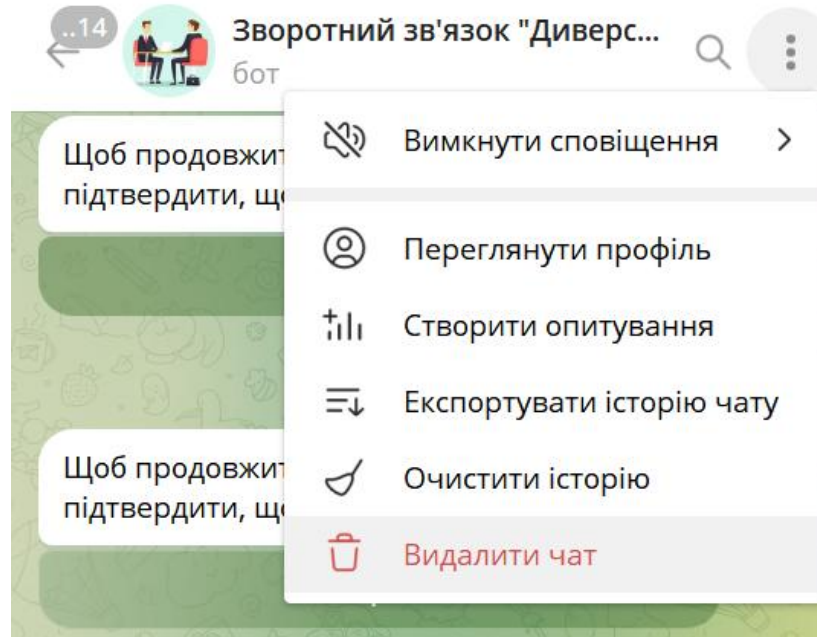 ..14
Зворотний зв'язок "Диверс...
бот
Вимкнути сповіщення
Щоб продовжит
підтвердити, що
Переглянути профіль
Створити опитування
Експортувати історію чату
Очистити історію
Щоб продовжит
підтвердити, що
Видалити чат